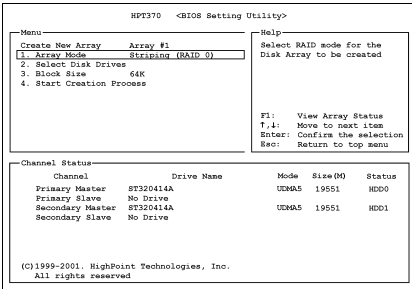 HPT370 <BIOS Setting Utility>
Menu
Create New Array Array #1
1. Array Mode Striping (RAID 0)
2. Select Disk Drives
3. Block Size 64K
4. Start Creation Process
Help
Select RAID mode for the
Disk Array to be created
F1: View Array Status
↑,↓: Move to next item
Enter: Confirm the selection
Esc: Return to top menu
Channel Status
Channel Drive Name Mode Size(M) Status
Primary Master ST320414A UDMA5 19551 HDD0
Primary Slave No Drive
Secondary Master ST320414A UDMA5 19551 HDD1
Secondary Slave No Drive
(C)1999-2001. HighPoint Technologies, Inc.
All rights reserved